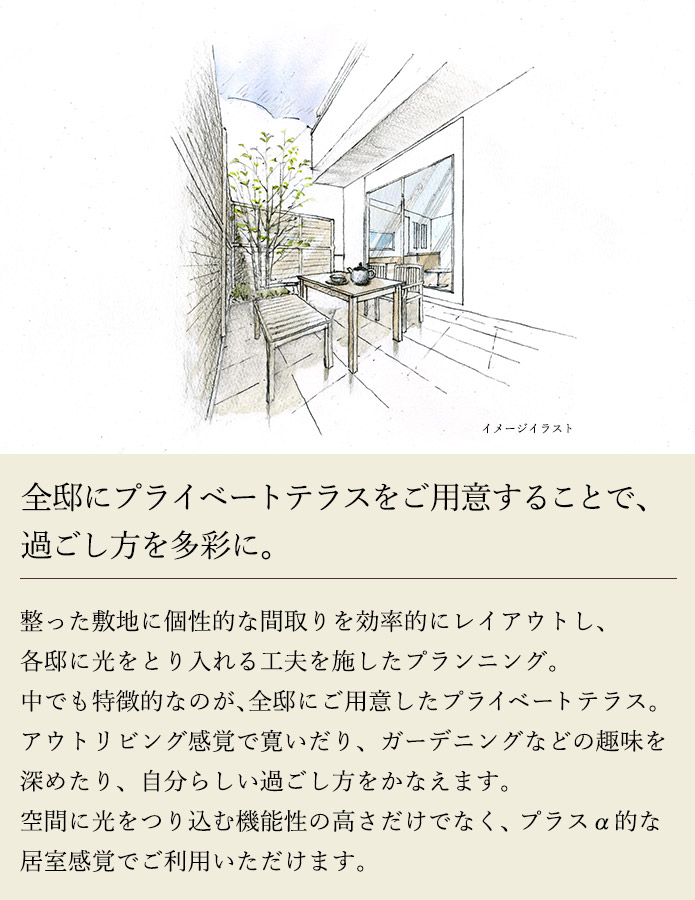 イメージイラスト
全邸にプライベートテラスをご用意することで、
過ごし方を多彩に。
整った敷地に個性的な間取りを効率的にレイアウトし、
各邸に光をとり入れる工夫を施したプランニング。
中でも特徴的なのが、全邸にご用意したプライベートテラス。
アウトリビング感覚で寛いだり、ガーデニングなどの趣味を
深めたり、自分らしい過ごし方をかなえます。
空間に光をつり込む機能性の高さだけでなく、プラスα的な
居室感覚でご利用いただけます。